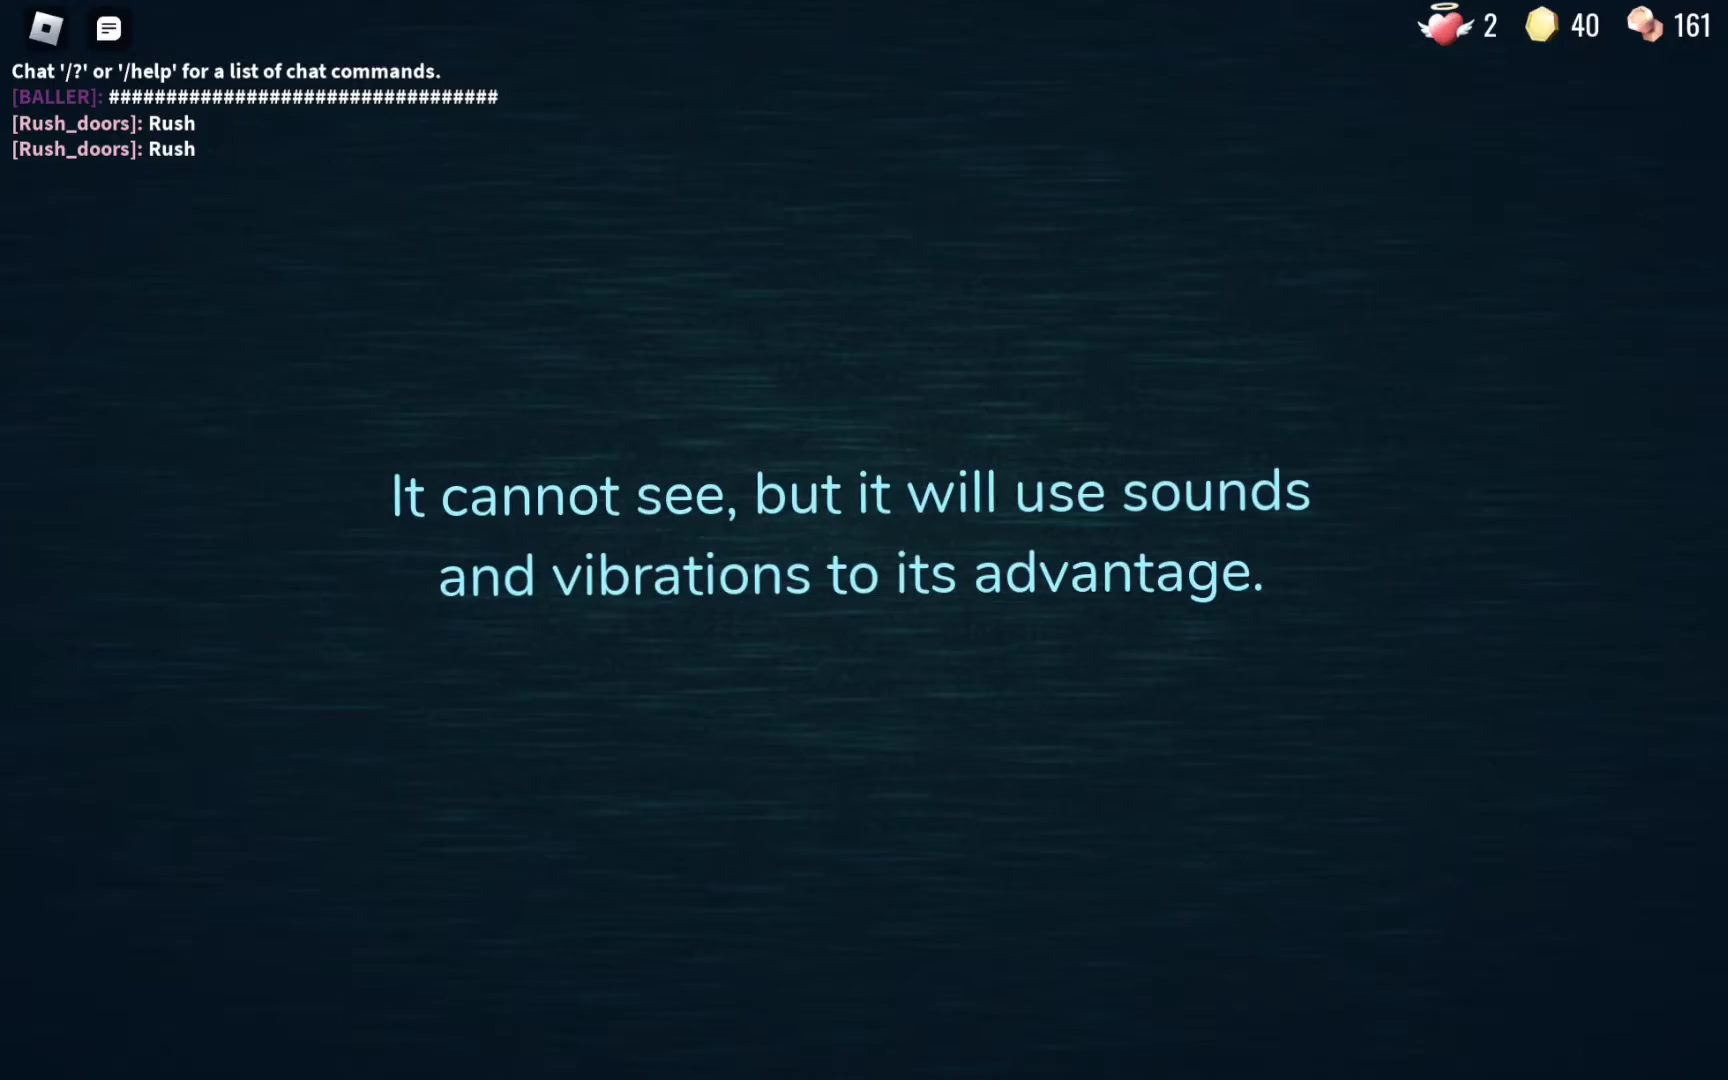 2 40 161
Chat '/?' or '/help' for a list of chat commands.
[BALLER]: ##################################
[Rush_doors]: Rush
[Rush_doors]: Rush
It cannot see, but it will use sounds
and vibrations to its advantage.